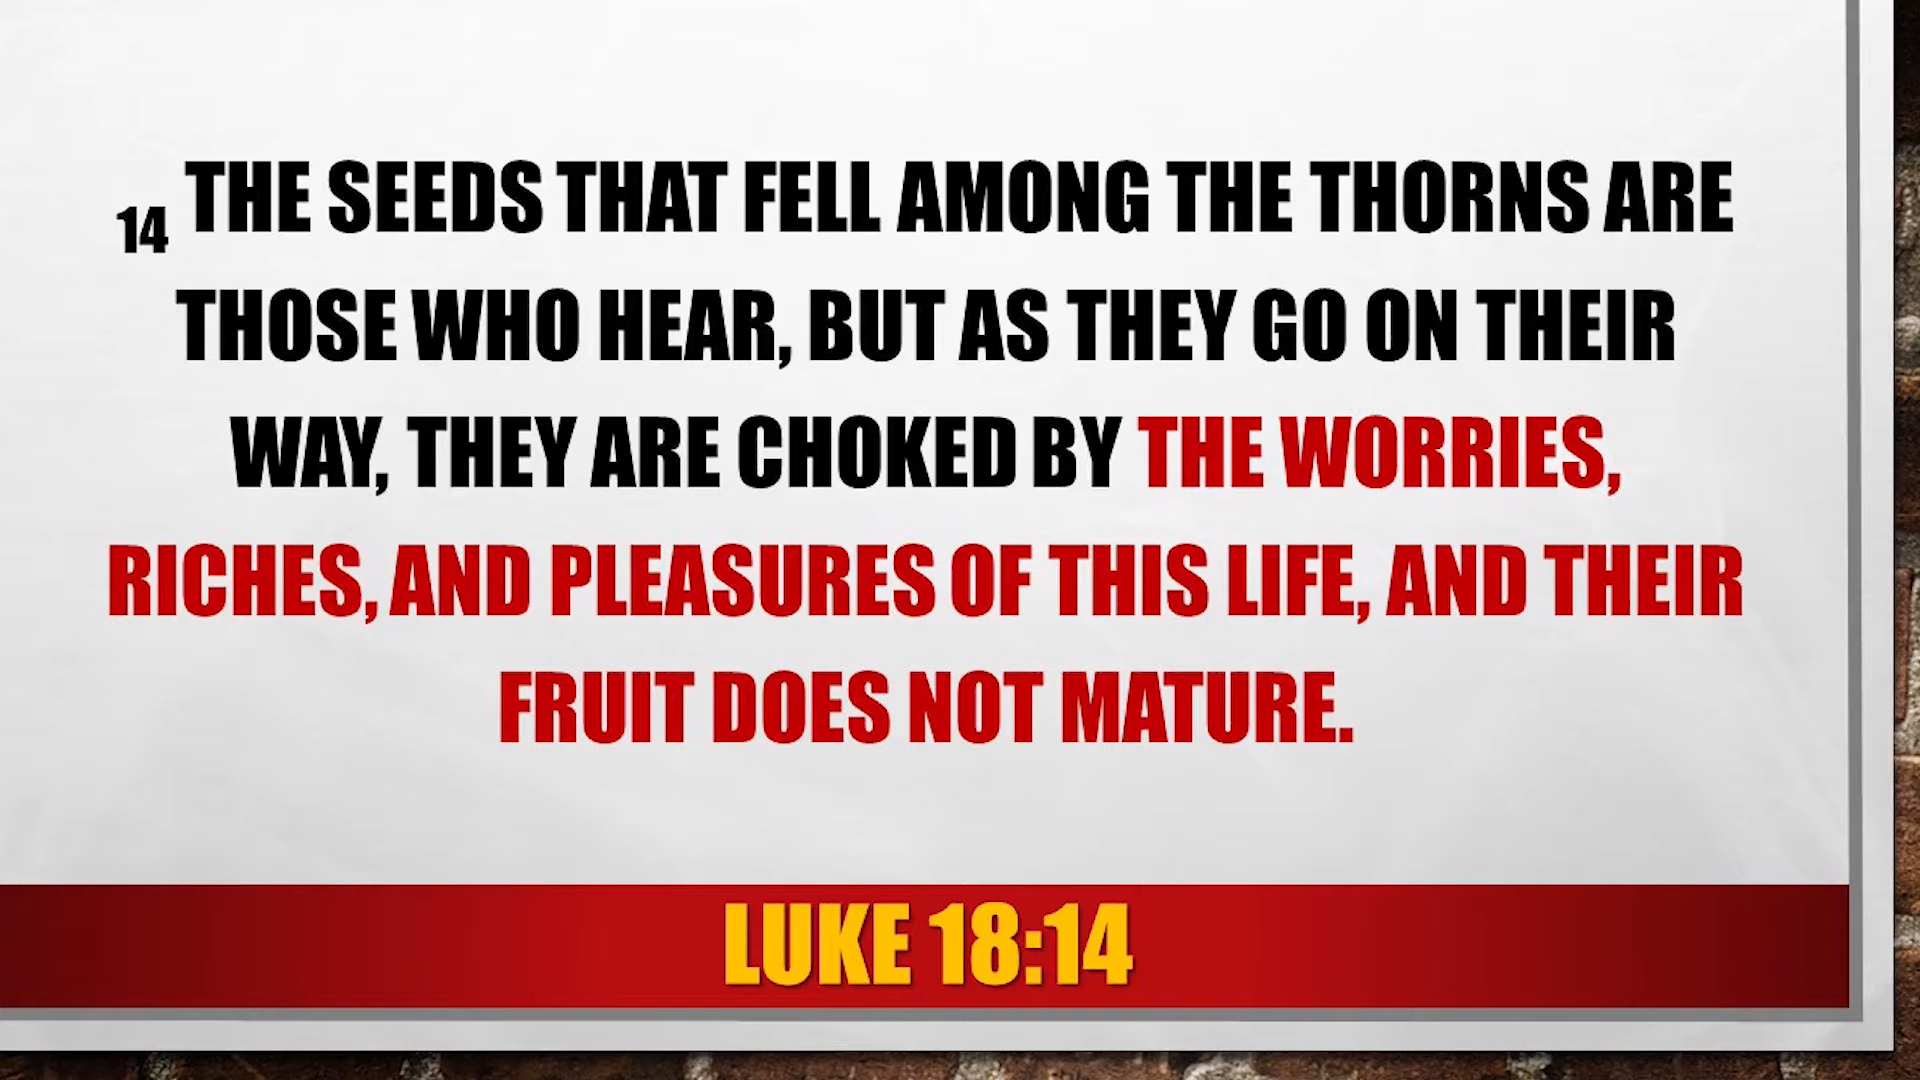 14 THE SEEDS THAT FELL AMONG THE THORNS ARE
THOSE WHO HEAR, BUT AS THEY GO ON THEIR
WAY, THEY ARE CHOKED BY THE WORRIES,
RICHES, AND PLEASURES OF THIS LIFE, AND THEIR
FRUIT DOES NOT MATURE.
LUKE 18:14